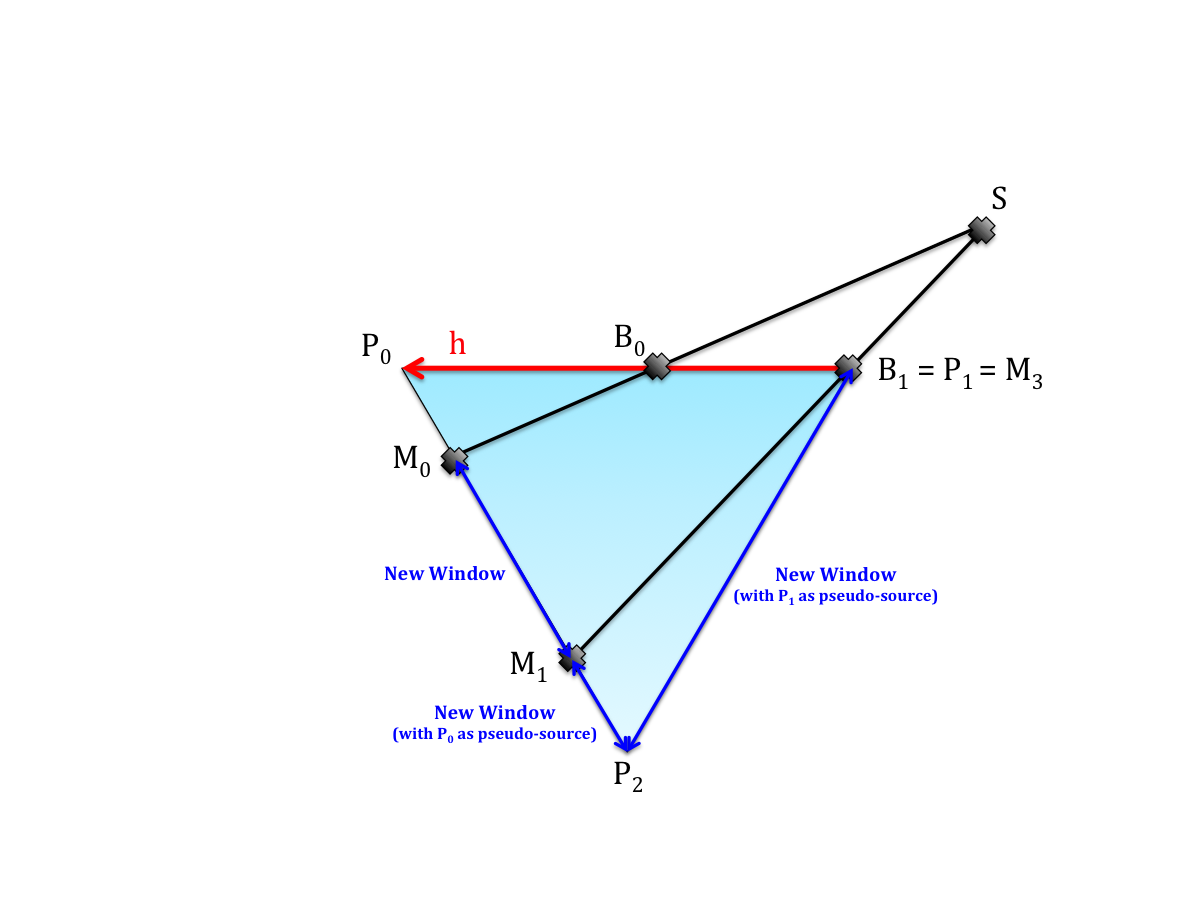 S
P₀
h
B₀
B₁ = P₁ = M₃
M₀
New Window
New Window
(with P₁ as pseudo-source)
M₁
New Window
(with P₀ as pseudo-source)
P₂